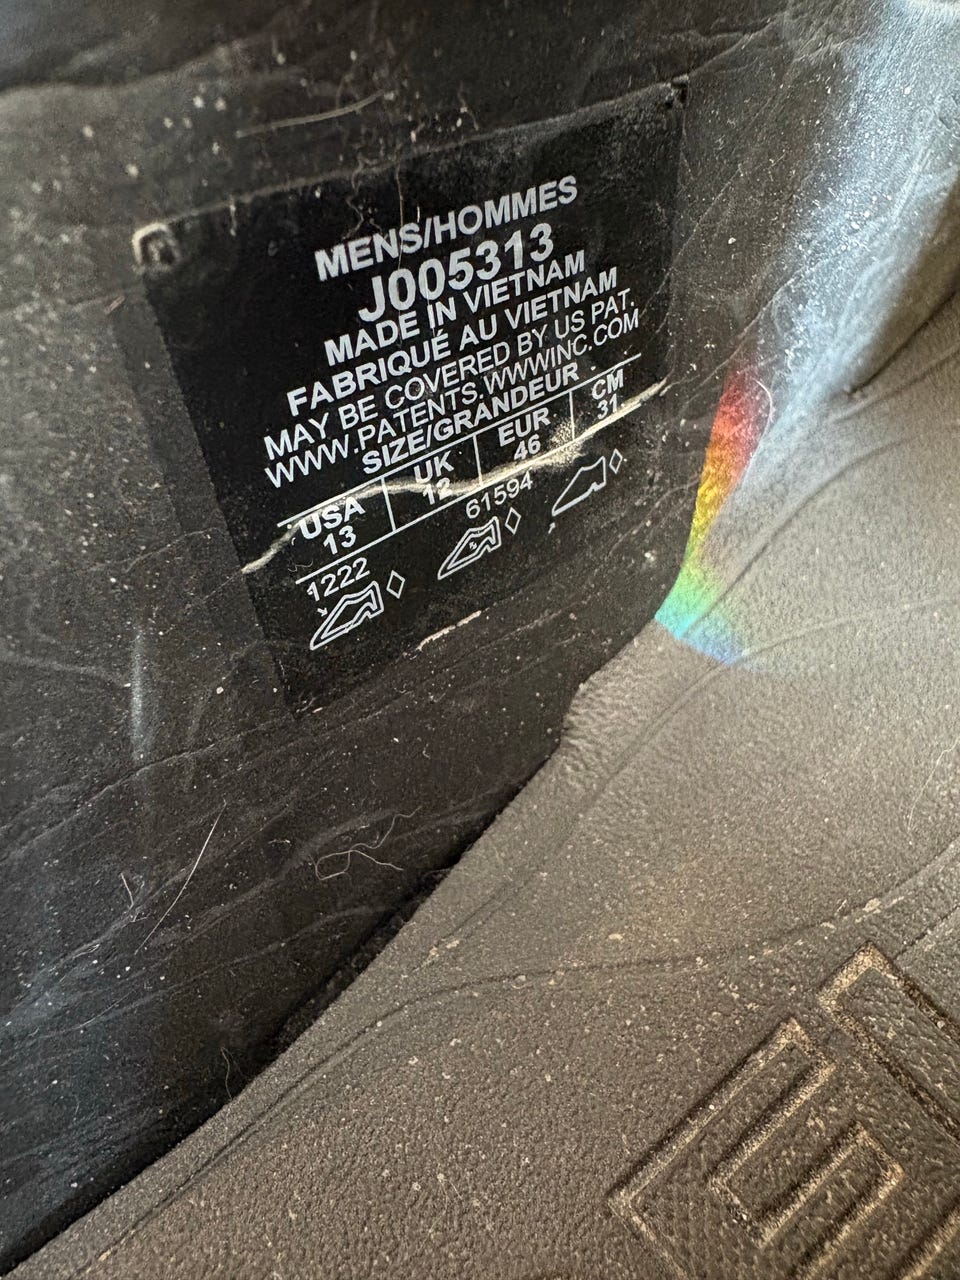 MENS/HOMMES
J005313
MADE IN VIETNAM
FABRIQUÉ AU VIETNAM
MAY BE COVERED BY US PAT.
WWW.PATENTS.WWWINC.COM
SIZE/GRANDEUR
USA UK EUR CM
13 12 46 31
1222 61594